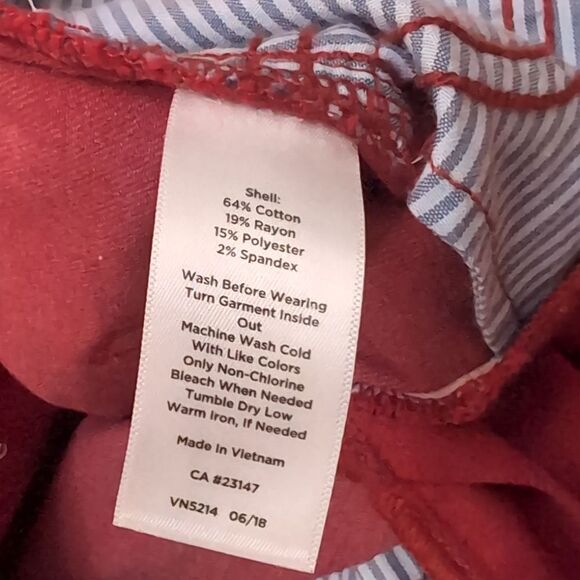 Shell:
64% Cotton
19% Rayon
15% Polyester
2% Spandex
Wash Before Wearing
Turn Garment Inside
Out
Machine Wash Cold
With Like Colors
Only Non-Chlorine
Bleach When Needed
Tumble Dry Low
Warm Iron, If Needed
Made In Vietnam
CA #23147
VN5214 06/18